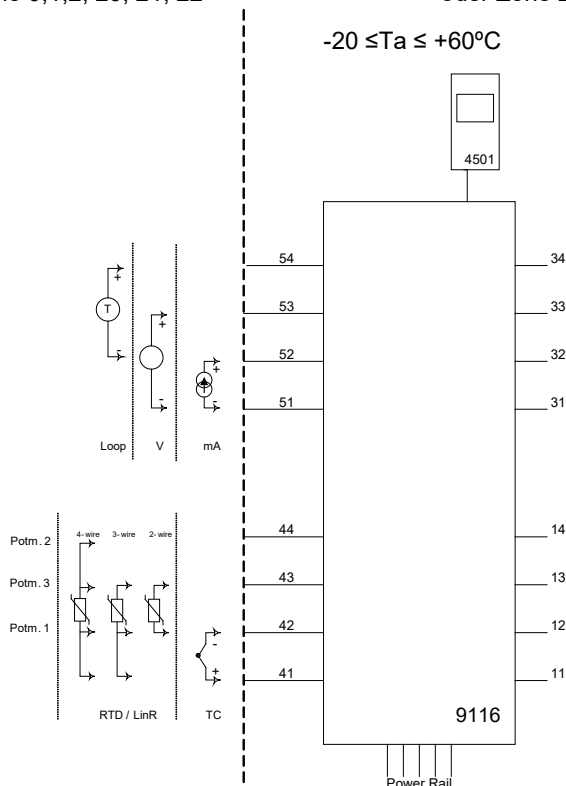 -20 ≤Ta ≤ +60ºC
4501
54
34
53
33
52
32
51
31
+
-
T
+
-
+
-
Loop
V
mA
44
14
43
13
42
12
41
11
Potm. 2
Potm. 3
Potm. 1
4-wire
3-wire
2-wire
-
+
RTD / LinR
TC
9116
Power Rail